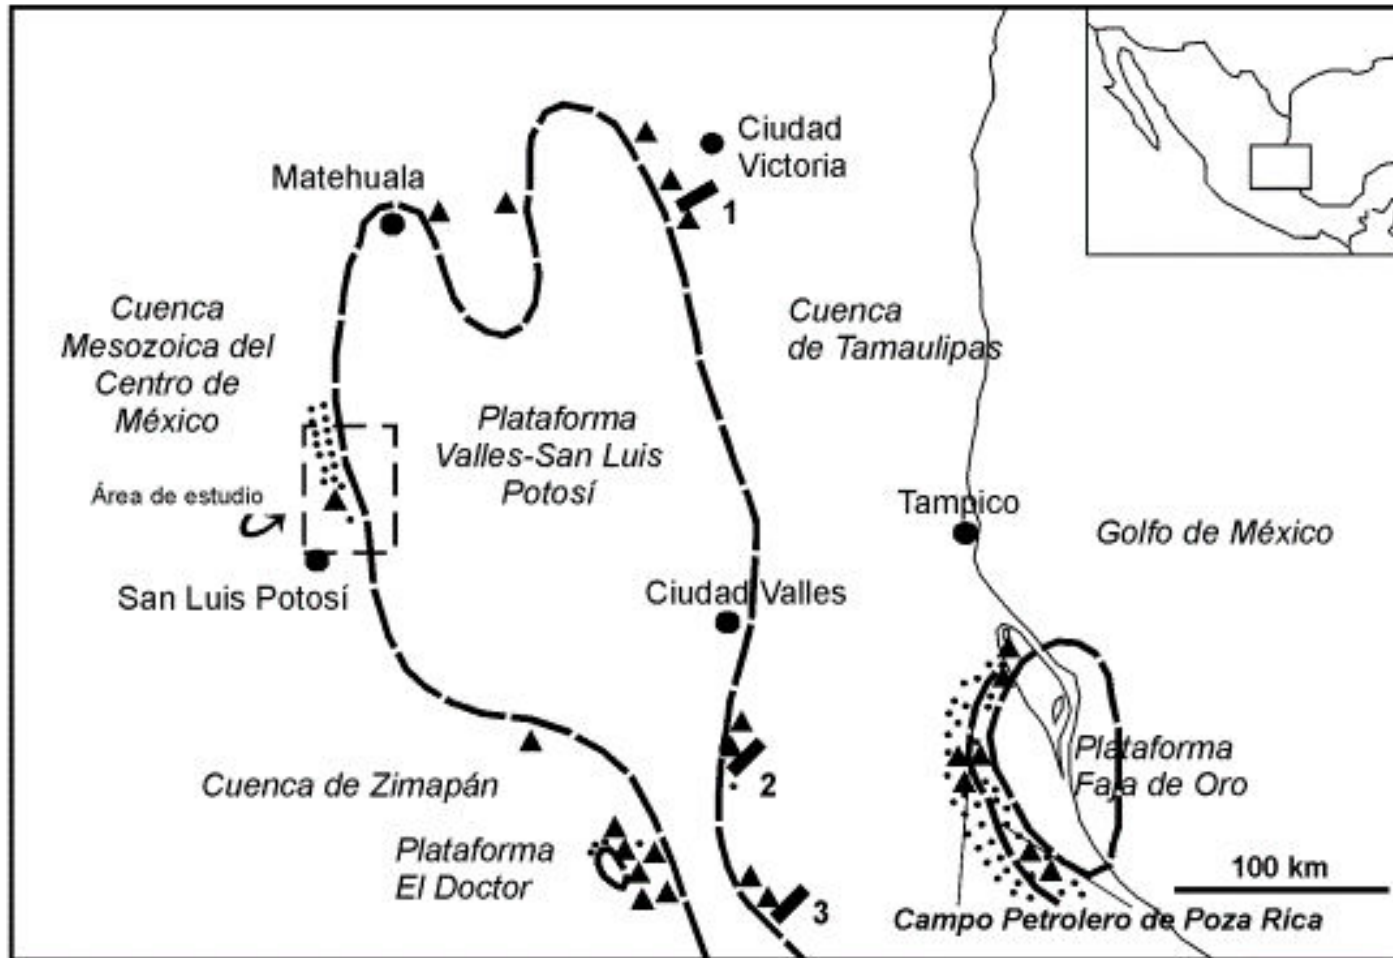 Ciudad
Victoria
Matehuala
1
Cuenca
Mesozoica del
Centro de
México
Cuenca
de Tamaulipas
Plataforma
Valles-San Luis
Potosí
Área de estudio
Tampico
Golfo de México
San Luis Potosí
Ciudad Valles
Cuenca de Zimapán
2
Plataforma
Faja de Oro
Plataforma
El Doctor
100 km
3
Campo Petrolero de Poza Rica